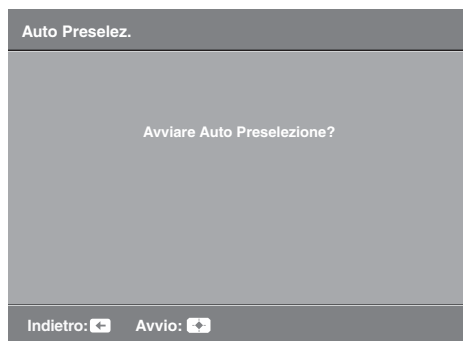 Auto Preselez.
Avviare Auto Preselezione?
Indietro: Avvio: